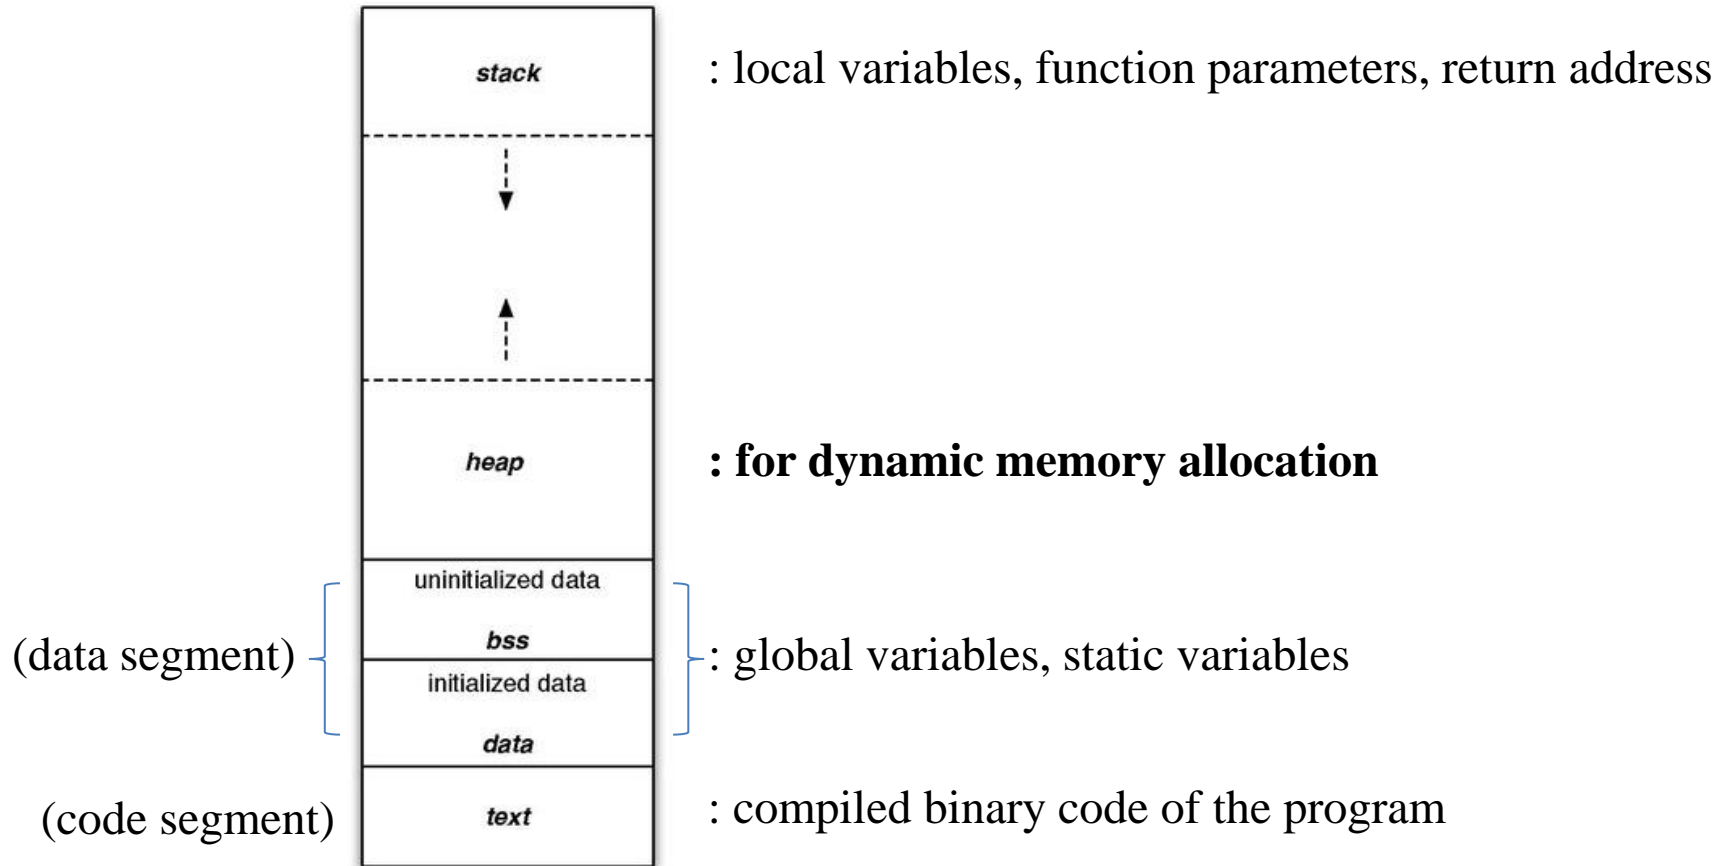 stack : local variables, function parameters, return address
heap : for dynamic memory allocation
uninitialized data
bss
(data segment) : global variables, static variables
initialized data
data
(code segment) text : compiled binary code of the program